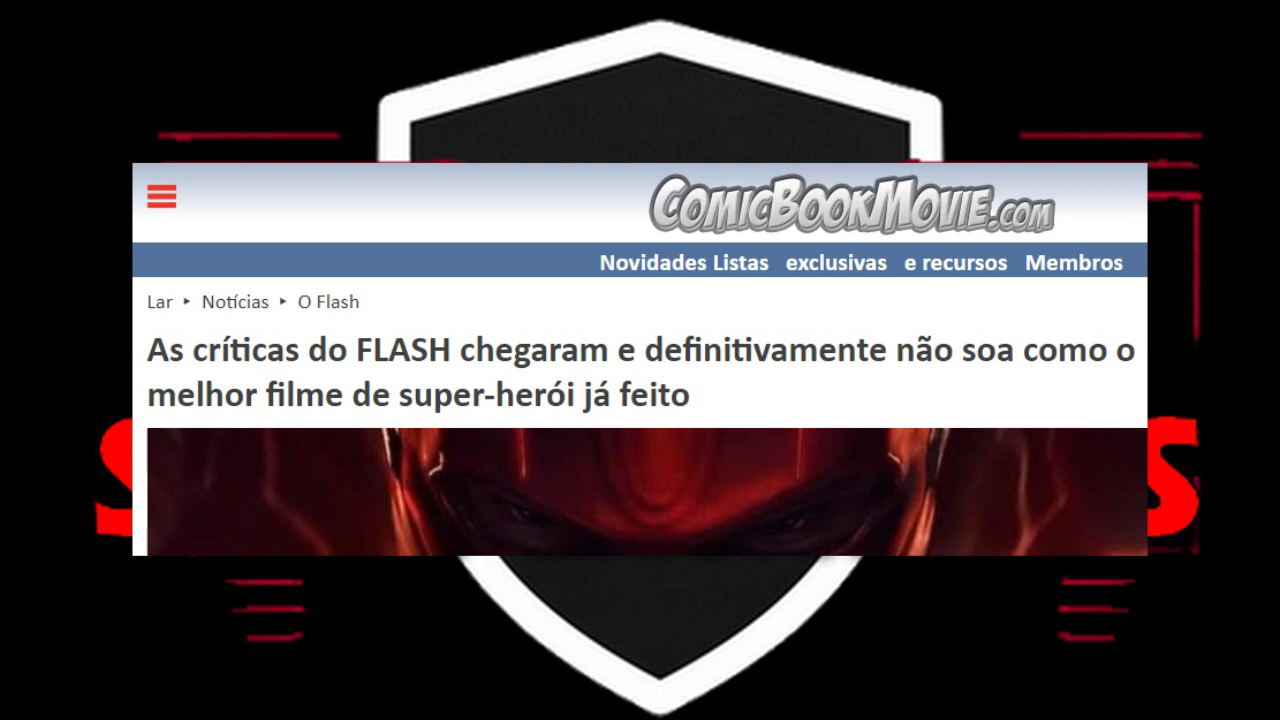 COMICBOOKMOVIE.COM
Novidades Listas exclusivas e recursos Membros
Lar ‣ Notícias ‣ O Flash
As críticas do FLASH chegaram e definitivamente não soa como o
melhor filme de super-herói já feito